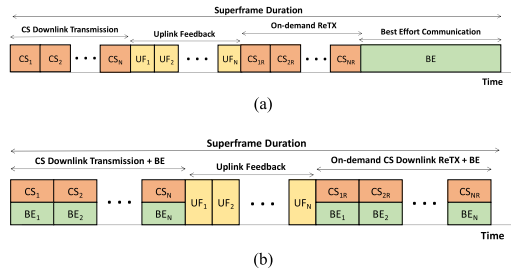 Superframe Duration
CS Downlink Transmission Uplink Feedback On-demand ReTX Best Effort Communication
CS1 CS2 • • • CSN UF1 UF2 • • • UFN CS1R CS2R • • • CSNR BE
Time
(a)
Superframe Duration
CS Downlink Transmission + BE Uplink Feedback On-demand CS Downlink ReTX + BE
CS1 CS2 • • • CSN UF1 UF2 • • • UFN CS1R CS2R • • • CSNR
BE1 BE2 BEN BE1 BE2 BEN
Time
(b)